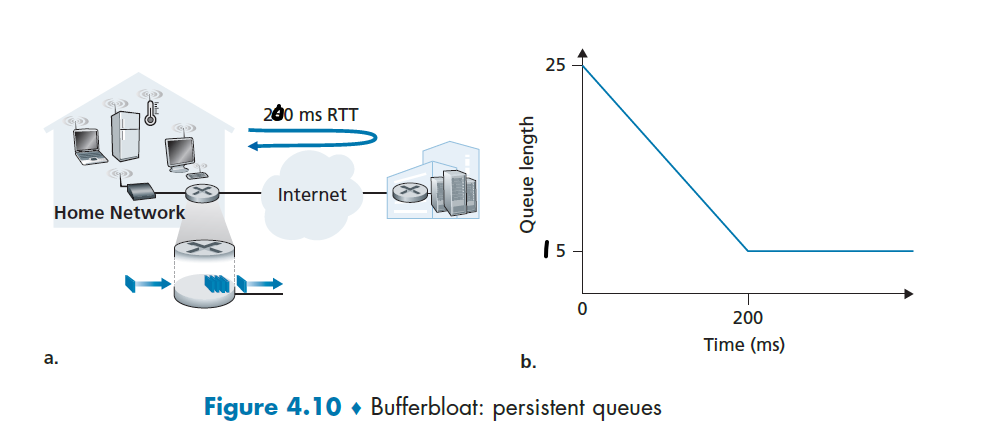 200 ms RTT
Internet
Home Network
a.
25
Queue length
15
0
200
Time (ms)
b.
Figure 4.10 ♦ Bufferbloat: persistent queues